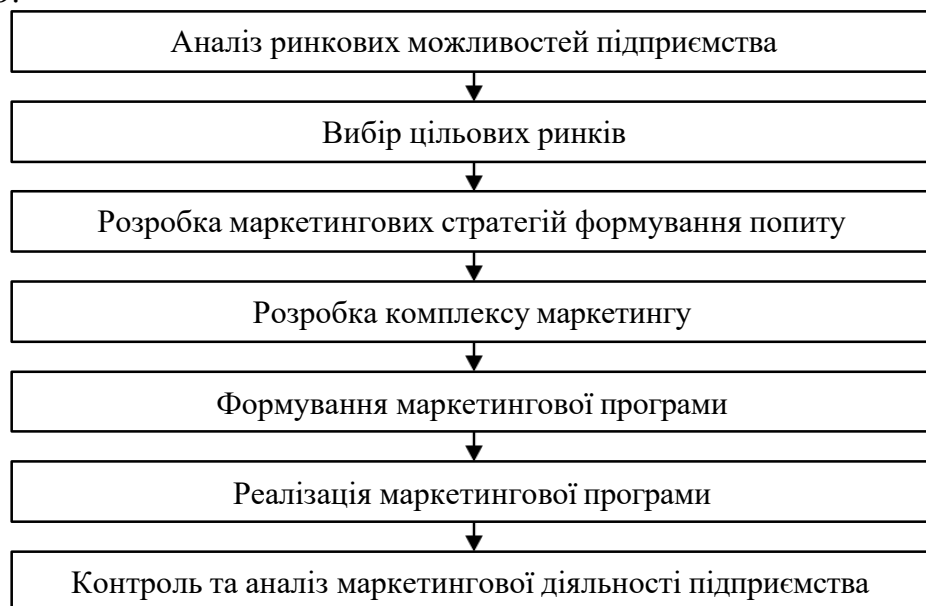 Аналіз ринкових можливостей підприємства
Вибір цільових ринків
Розробка маркетингових стратегій формування попиту
Розробка комплексу маркетингу
Формування маркетингової програми
Реалізація маркетингової програми
Контроль та аналіз маркетингової діяльності підприємства